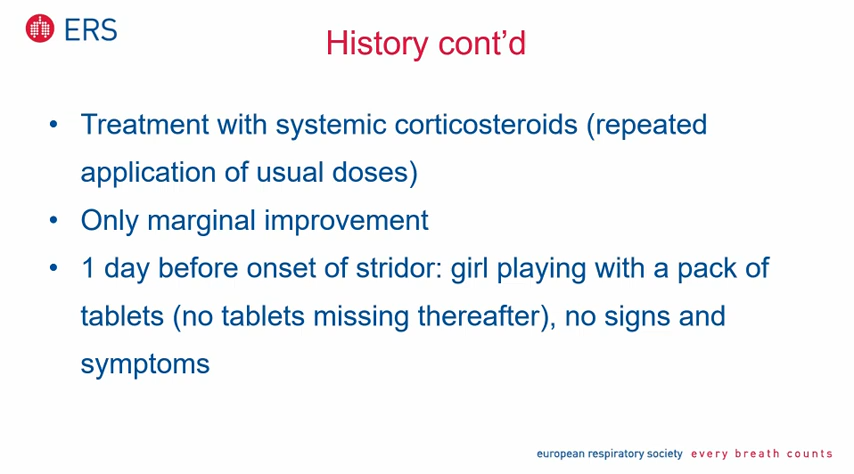 ERS
History cont’d
• Treatment with systemic corticosteroids (repeated
application of usual doses)
• Only marginal improvement
• 1 day before onset of stridor: girl playing with a pack of
tablets (no tablets missing thereafter), no signs and
symptoms
european respiratory society every breath counts